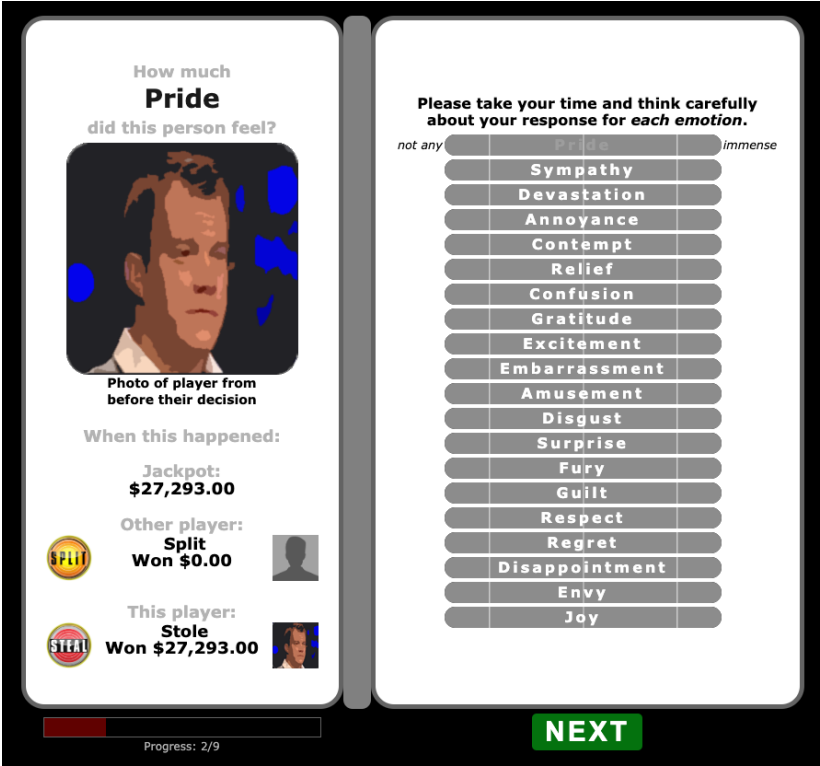 How much
Pride
did this person feel?
Photo of player from
before their decision
When this happened:
Jackpot:
$27,293.00
Other player:
SPLIT
Split
Won $0.00
This player:
STEAL
Stole
Won $27,293.00
Progress: 2/9
Please take your time and think carefully
about your response for each emotion.
not any
Pride
immense
Sympathy
Devastation
Annoyance
Contempt
Relief
Confusion
Gratitude
Excitement
Embarrassment
Amusement
Disgust
Surprise
Fury
Guilt
Respect
Regret
Disappointment
Envy
Joy
NEXT